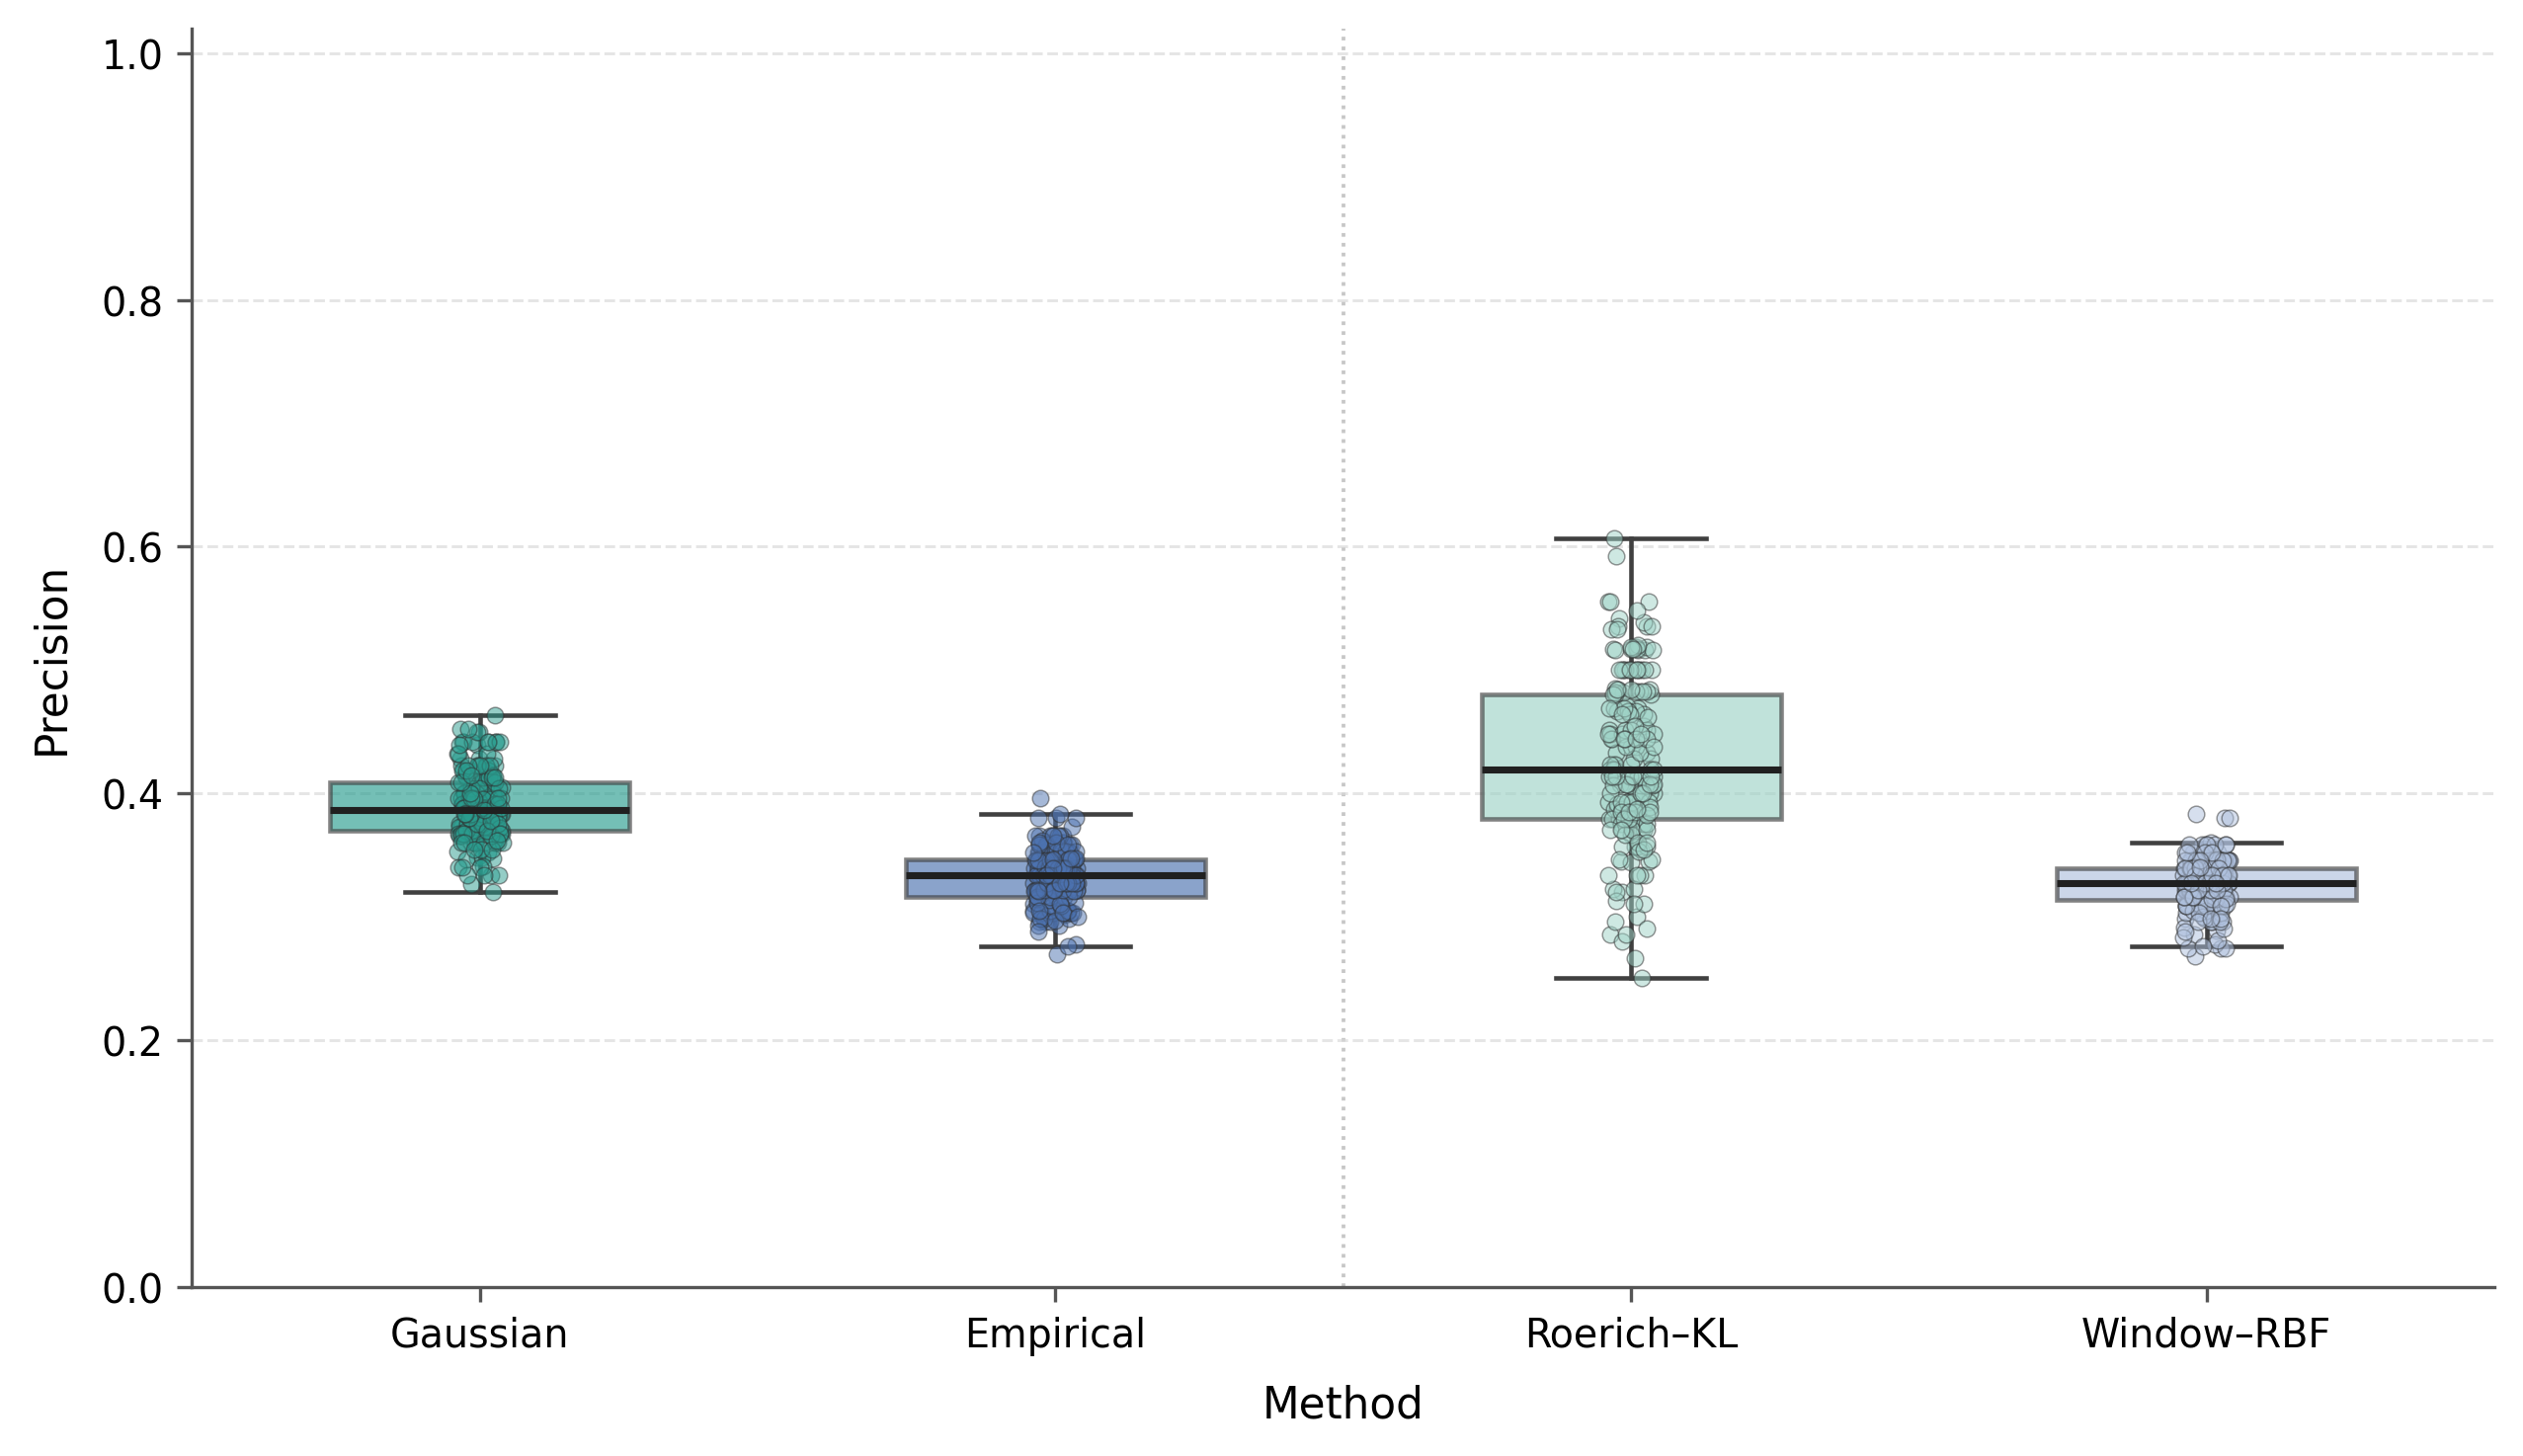 1.0
0.8
0.6
0.4
0.2
0.0
Precision
Gaussian
Empirical
Roerich–KL
Window–RBF
Method